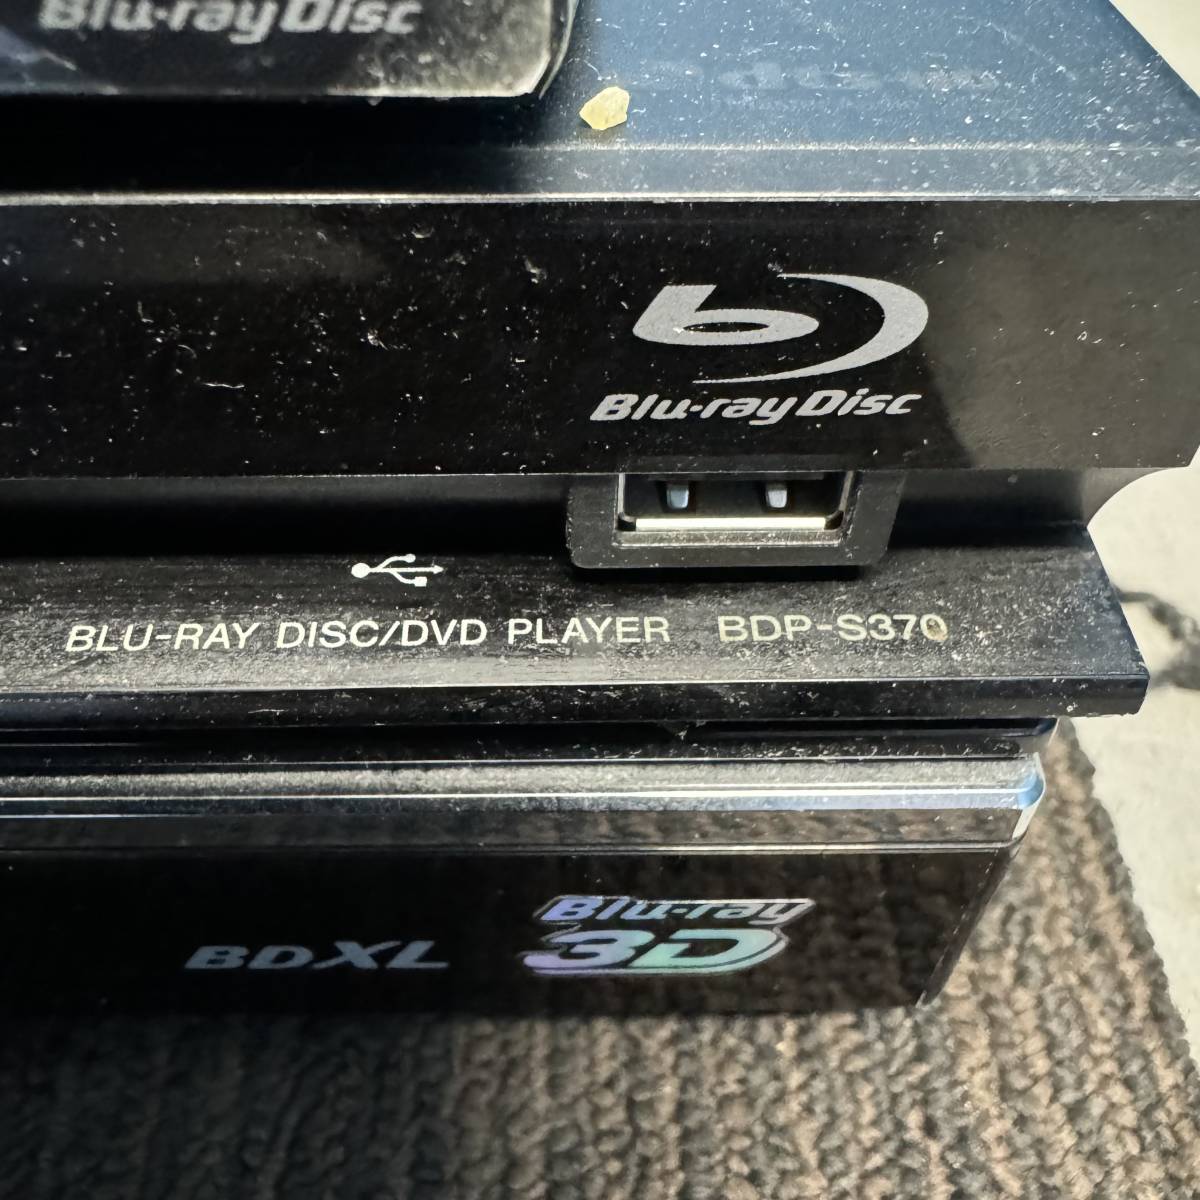 Blu-ray Disc
Blu-ray Disc
BLU-RAY DISC/DVD PLAYER BDP-S370
BDXL
Blu-ray
3D